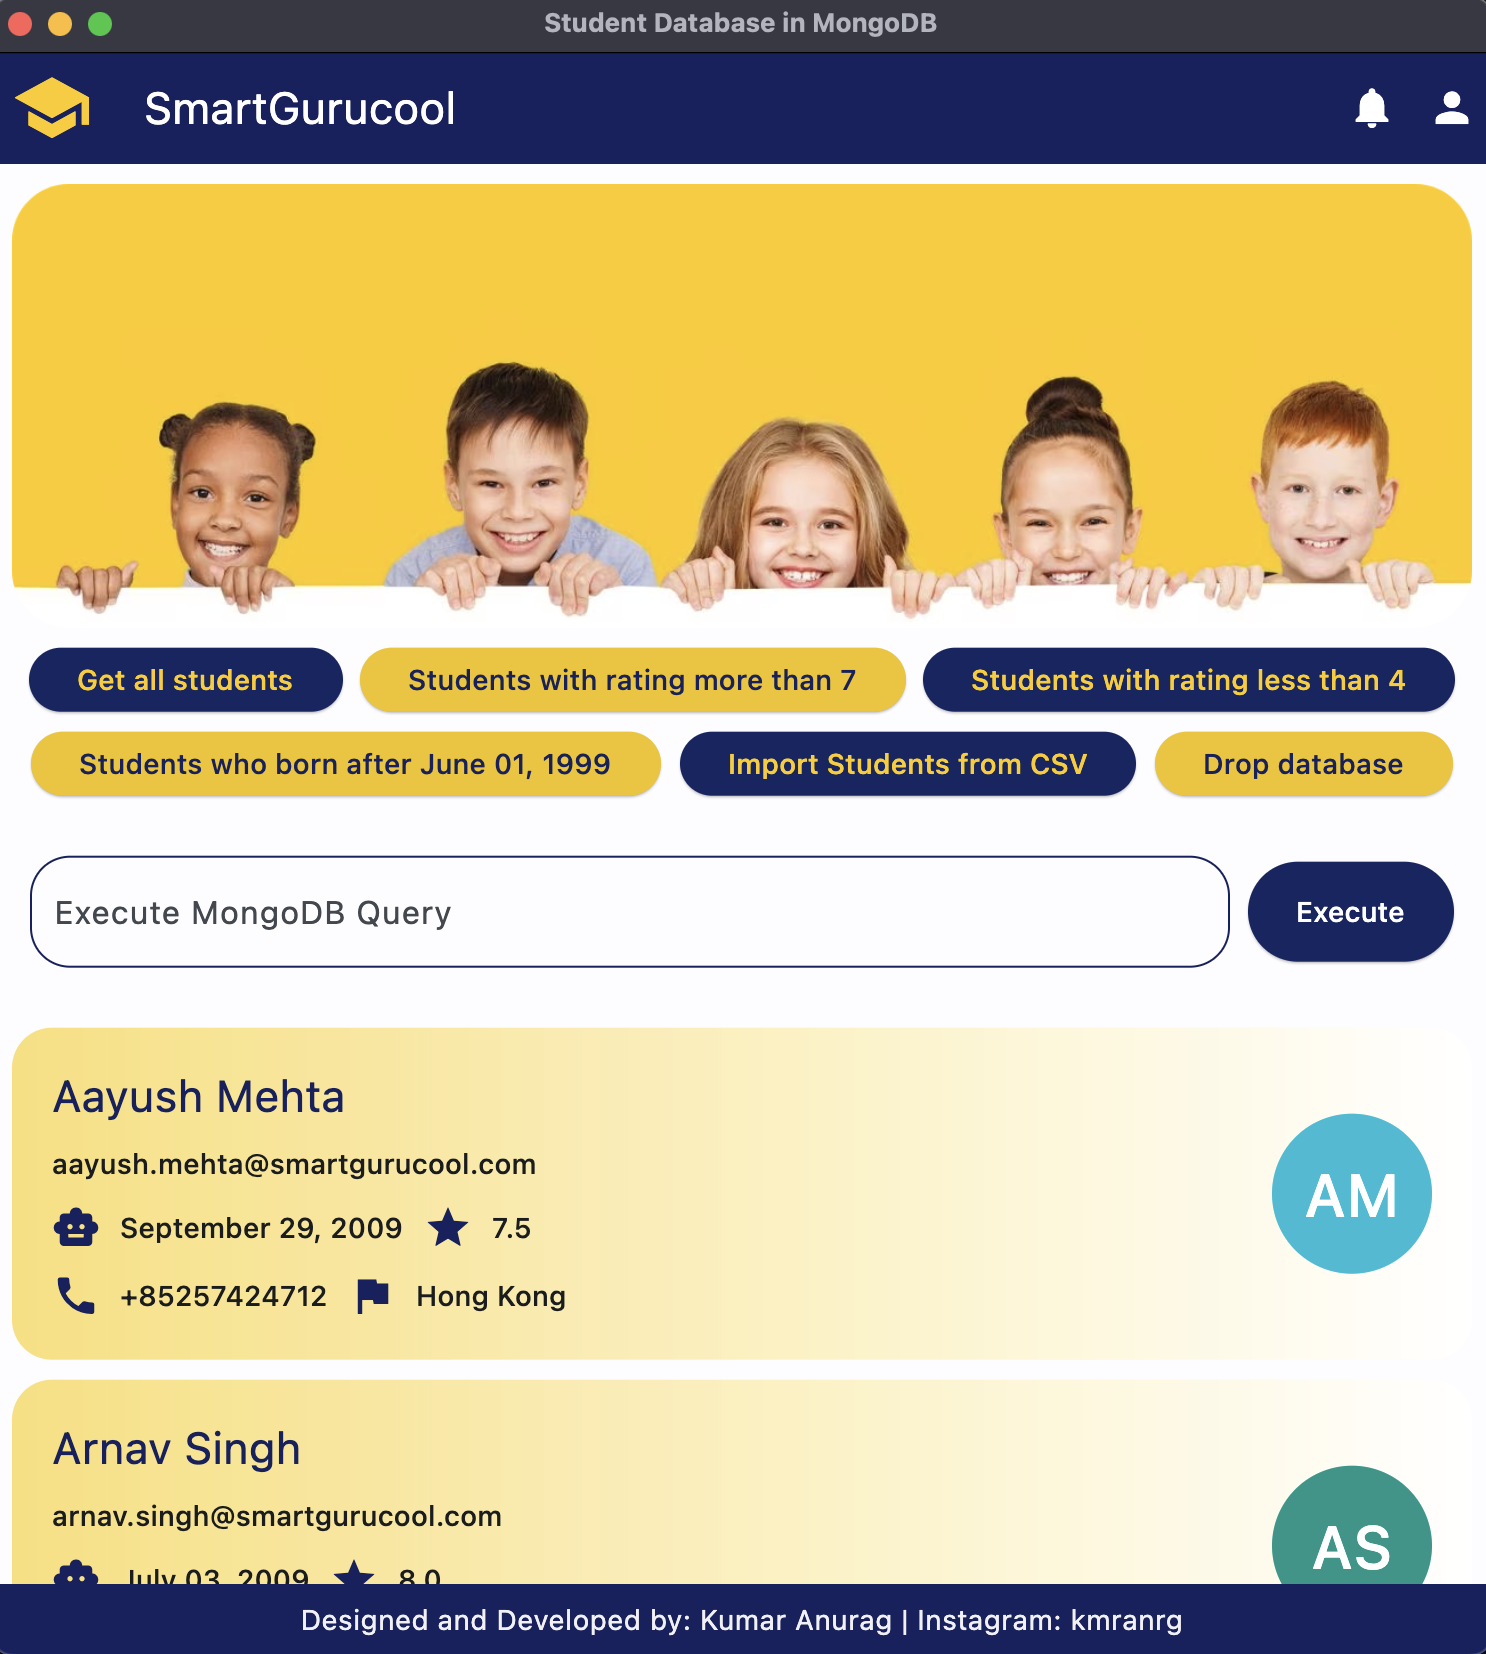 Student Database in MongoDB
SmartGurucool
Get all students
Students with rating more than 7
Students with rating less than 4
Students who born after June 01, 1999
Import Students from CSV
Drop database
Execute MongoDB Query
Execute
Aayush Mehta
aayush.mehta@smartgurucool.com
September 29, 2009 7.5
+85257424712 Hong Kong
AM
Arnav Singh
arnav.singh@smartgurucool.com
July 03, 2009 8.0
AS
Designed and Developed by: Kumar Anurag | Instagram: kmranrg